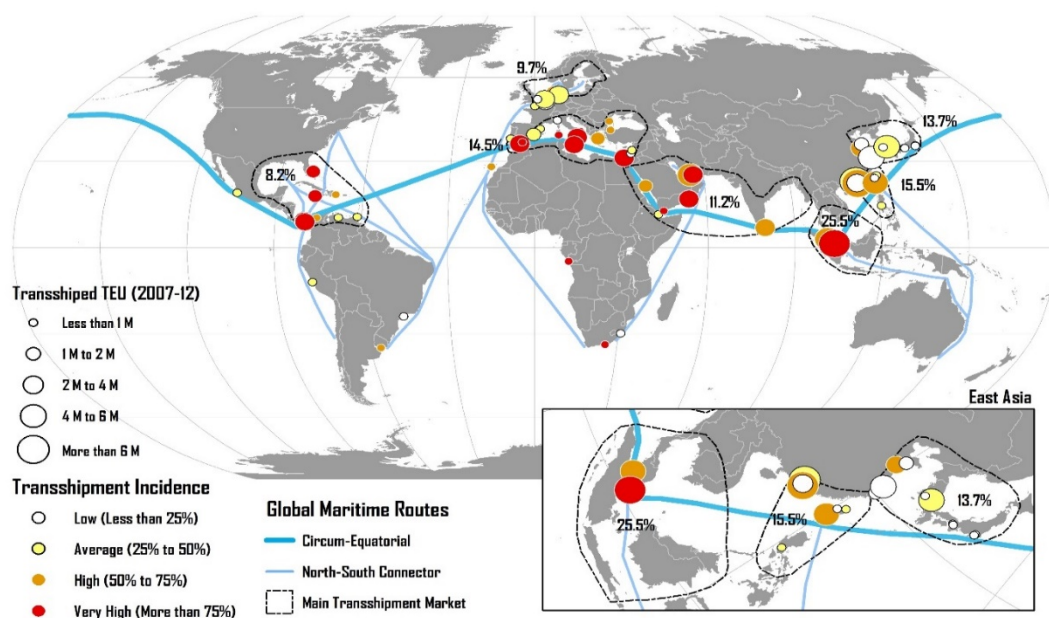 9.7%
13.7%
14.5%
8.2%
15.5%
11.2%
25.5%
Transshiped TEU (2007-12)
Less than 1 M
1 M to 2 M
2 M to 4 M
4 M to 6 M
More than 6 M
Transshipment Incidence
Low (Less than 25%)
Average (25% to 50%)
High (50% to 75%)
Very High (More than 75%)
Global Maritime Routes
Circum-Equatorial
North-South Connector
Main Transshipment Market
East Asia
13.7%
15.5%
25.5%